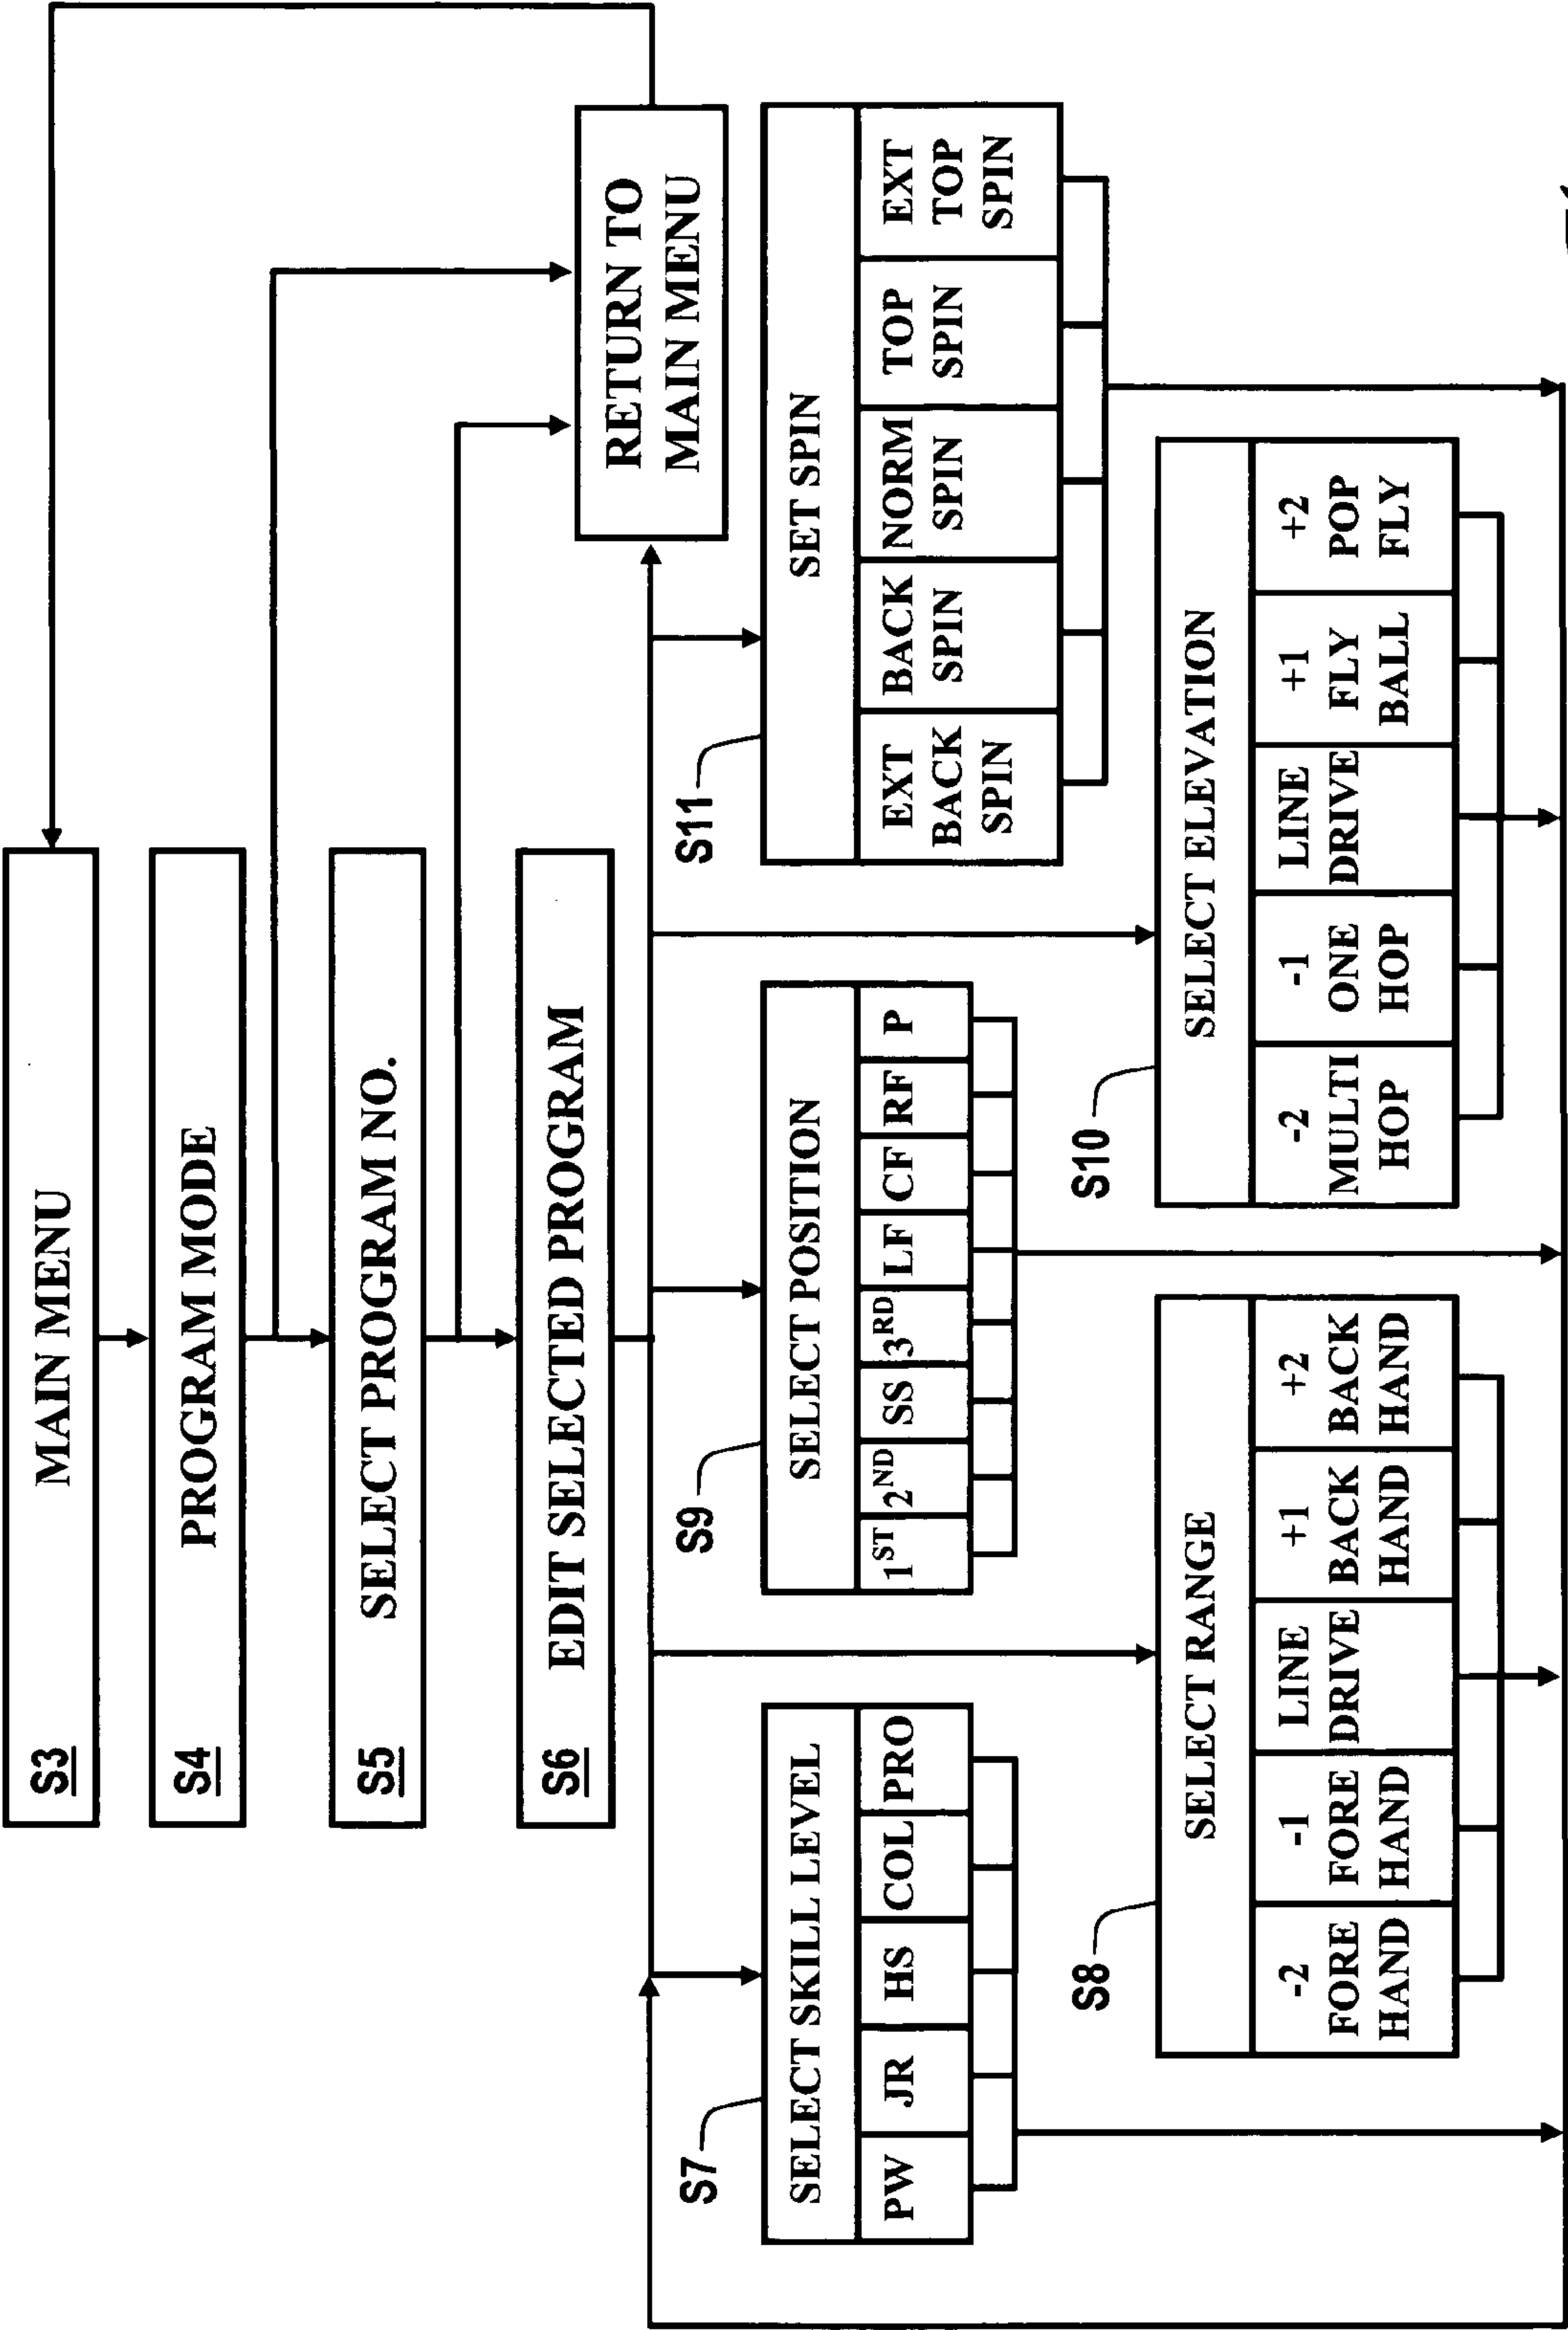 S3
MAIN MENU
S4
PROGRAM MODE
S5
SELECT PROGRAM NO.
S6
EDIT SELECTED PROGRAM
RETURN TO
MAIN MENU
S7
SELECT SKILL LEVEL
PW
JR
HS
COL
PRO
S9
SELECT POSITION
1ST
2ND
SS
3RD
LF
CF
RF
P
S11
SET SPIN
EXT
BACK
SPIN
BACK
SPIN
NORM
SPIN
TOP
SPIN
EXT
TOP
SPIN
S8
SELECT RANGE
-2
FORE
HAND
-1
FORE
HAND
LINE
DRIVE
+1
BACK
HAND
+2
BACK
HAND
S10
SELECT ELEVATION
-2
MULTI
HOP
-1
ONE
HOP
LINE
DRIVE
+1
FLY
BALL
+2
POP
FLY